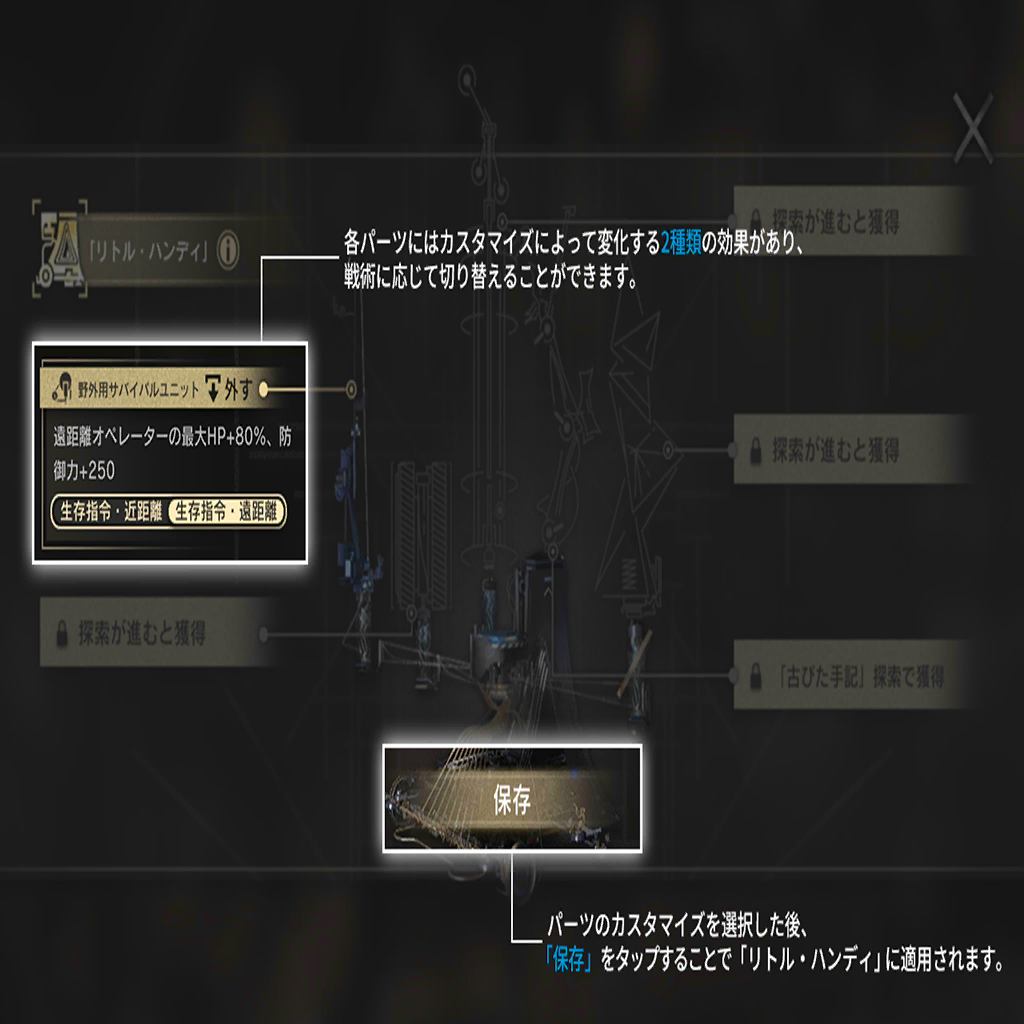 探索が進むと獲得
「リトル・ハンディ」
各パーツにはカスタマイズによって変化する2種類の効果があり、
戦術に応じて切り替えることができます。
野外用サバイバルユニット 外す
遠距離オペレーターの最大HP+80%、防
御力+250
生存指令・近距離 生存指令・遠距離
探索が進むと獲得
探索が進むと獲得
「古びた手記」探索で獲得
保存
パーツのカスタマイズを選択した後、
「保存」をタップすることで「リトル・ハンディ」に適用されます。